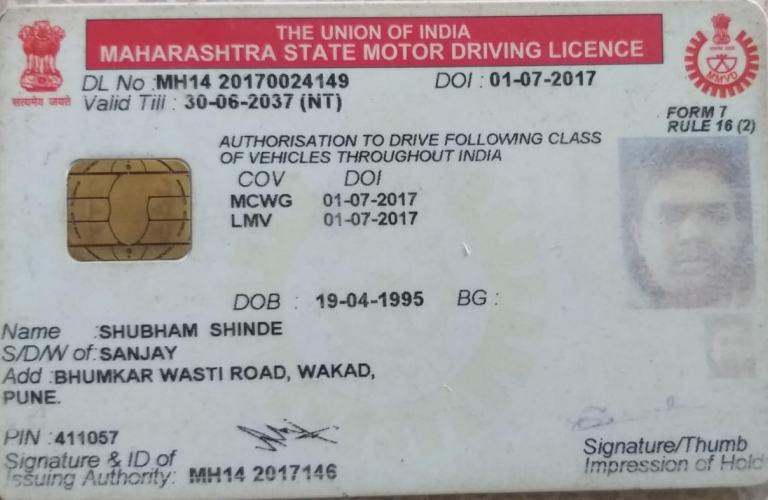 THE UNION OF INDIA
MAHARASHTRA STATE MOTOR DRIVING LICENCE
सत्यमेव जयते
MMVD
DL No :MH14 20170024149 DOI : 01-07-2017
Valid Till : 30-06-2037 (NT)
FORM 7
RULE 16 (2)
AUTHORISATION TO DRIVE FOLLOWING CLASS
OF VEHICLES THROUGHOUT INDIA
COV DOI
MCWG 01-07-2017
LMV 01-07-2017
DOB : 19-04-1995 BG :
Name :SHUBHAM SHINDE
S/D/W of:SANJAY
Add :BHUMKAR WASTI ROAD, WAKAD,
PUNE.
PIN :411057
Signature & ID of
Issuing Authority: MH14 2017146
Signature/Thumb
Impression of Hold